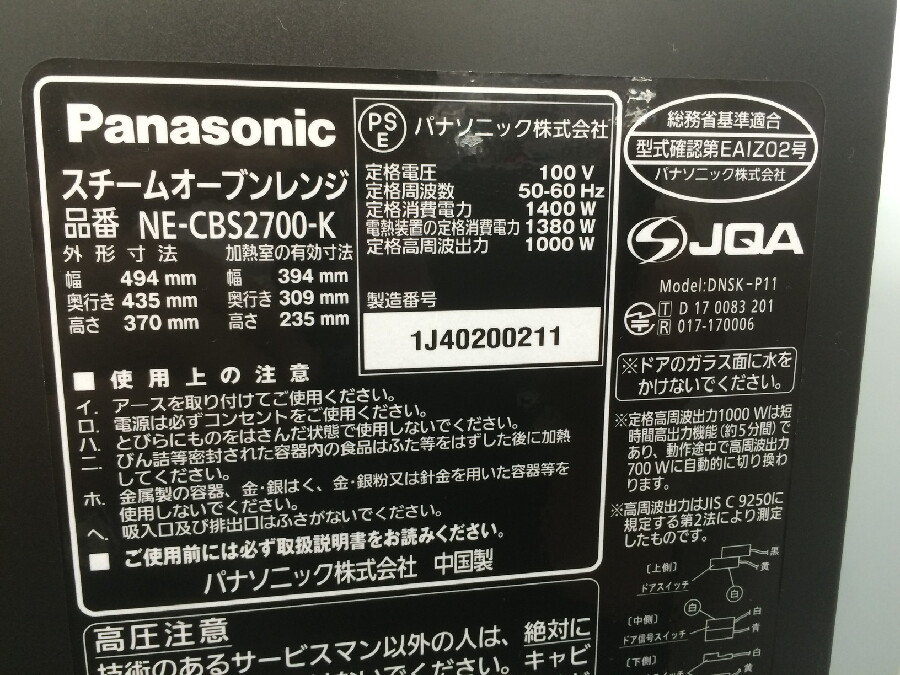 Panasonic
スチームオーブンレンジ
品番 NE-CBS2700-K
外形寸法 加熱室の有効寸法
幅 494 mm 幅 394 mm
奥行き 435 mm 奥行き 309 mm
高さ 370 mm 高さ 235 mm
PS E パナソニック株式会社
定格電圧 100 V
定格周波数 50-60 Hz
定格消費電力 1400 W
電熱装置の定格消費電力 1380 W
定格高周波出力 1000 W
製造番号
1J40200211
■ 使用上の注意
イ. アースを取り付けてご使用ください。
ロ. 電源は必ずコンセントをご使用ください。
ハ. とびらにものをはさんだ状態で使用しないでください。
ニ. びん詰等密封された容器内の食品はふた等をはずした後に加熱
してください。
ホ. 金属製の容器、金・銀はく、金・銀粉又は針金を用いた容器等を
使用しないでください。
ヘ. 吸入口及び排出口はふさがないでください。
■ ご使用前には必ず取扱説明書をお読みください。
パナソニック株式会社 中国製
総務省基準適合
型式確認第EAIZ02号
パナソニック株式会社
JQA
Model:DNSK-P11
T D 17 0083 201
R 017-170006
※ドアのガラス面に水を
かけないでください。
※定格高周波出力1000 Wは短
時間高出力機能(約5分間)で
あり、動作途中で高周波出力
700 Wに自動的に切り換わ
ります。
※高周波出力はJIS C 9250に
規定する第2法により測定
したものです。
〔上側〕
ドアスイッチ
黒
黄
白
〔中側〕
ドア信号スイッチ
白
白
青
〔下側〕
白
黄
高圧注意
技術のあるサービスマン以外の人は、絶対に
ないでください。キャビ